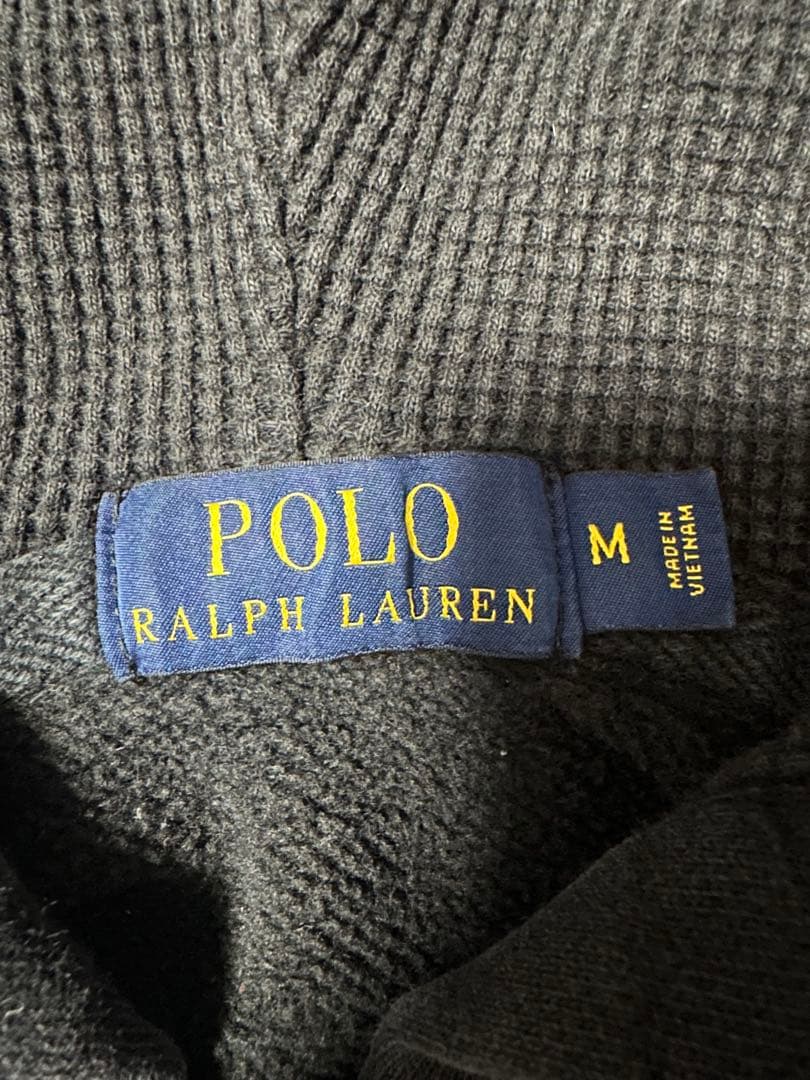 POLO
RALPH LAUREN
M
MADE IN
VIETNAM